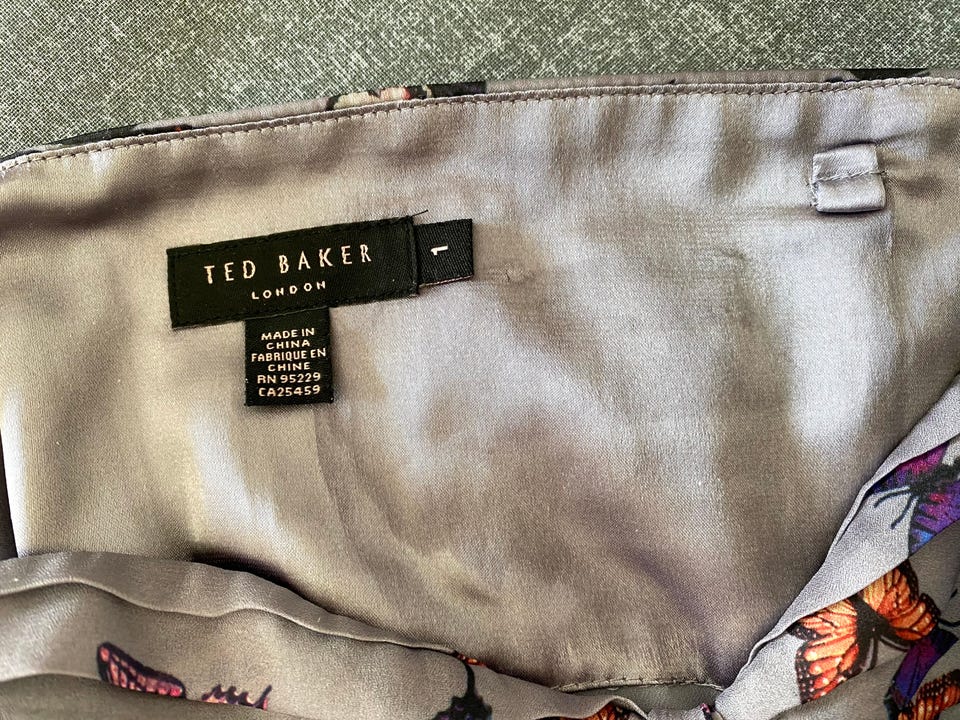 TED BAKER
LONDON
1
MADE IN
CHINA
FABRIQUE EN
CHINE
RN 95229
CA25459